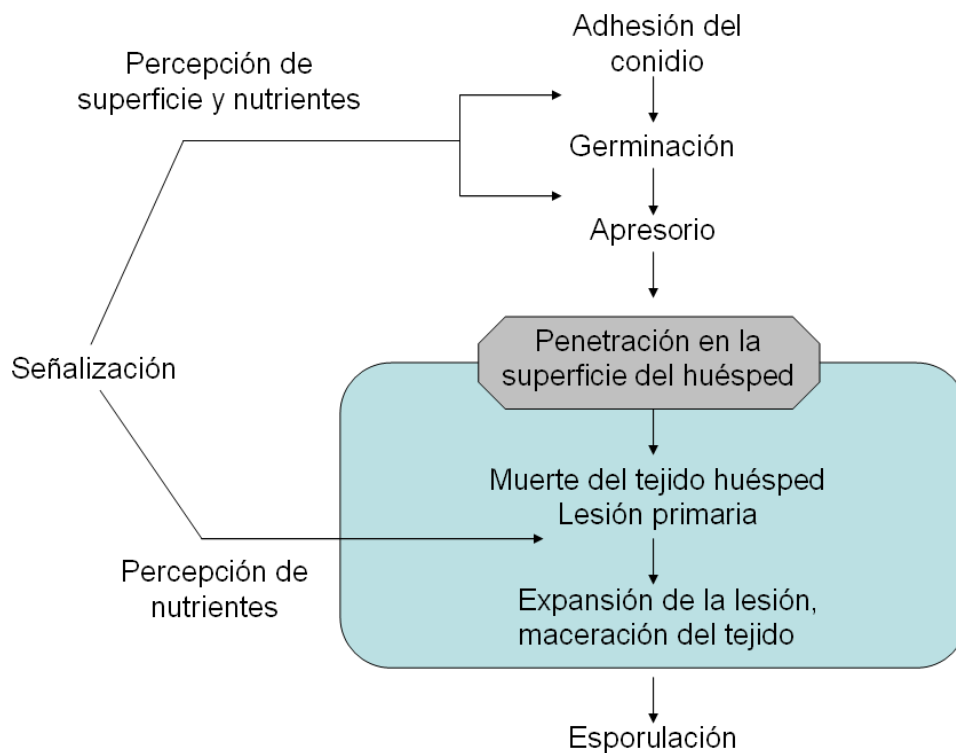 Adhesión del
conidio
Percepción de
superficie y nutrientes
Germinación
Apresorio
Penetración en la
superficie del huésped
Señalización
Muerte del tejido huésped
Lesión primaria
Percepción de
nutrientes
Expansión de la lesión,
maceración del tejido
Esporulación